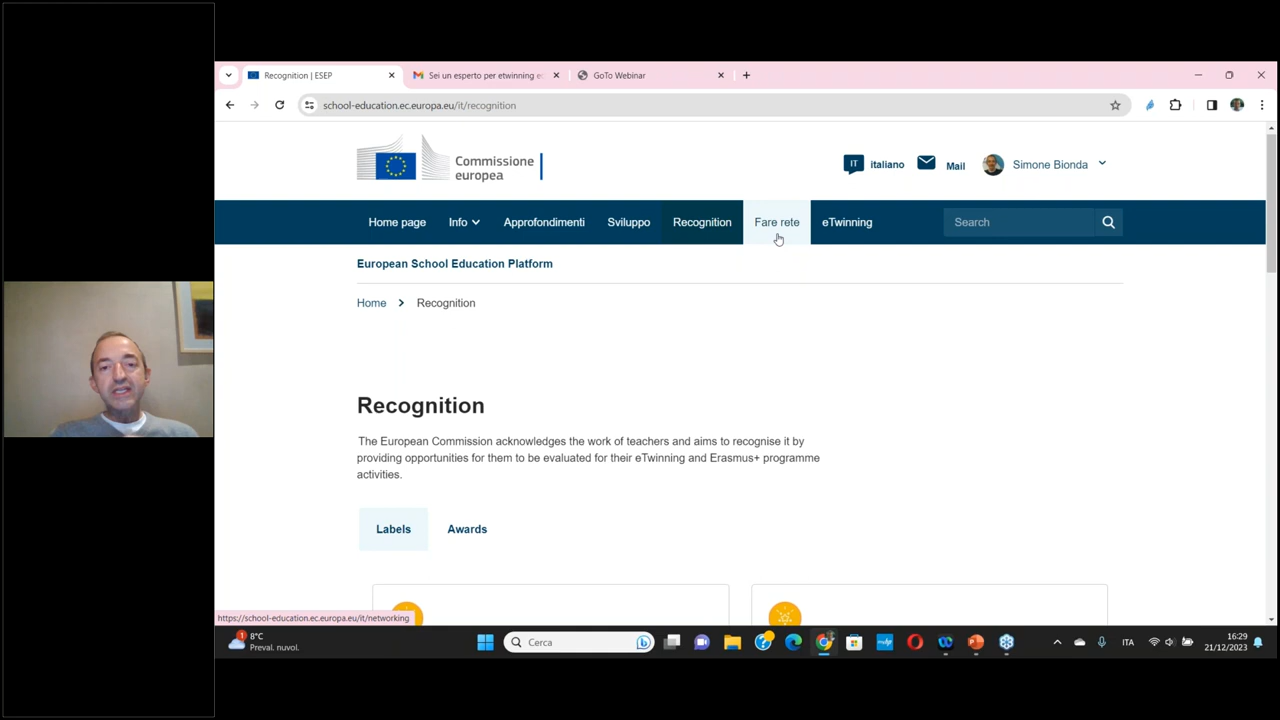 Recognition | ESEP
Sei un esperto per etwinning e
GoTo Webinar
school-education.ec.europa.eu/it/recognition
Commissione
europea
IT
italiano
Mail
Simone Bionda
Home page
Info
Approfondimenti
Sviluppo
Recognition
Fare rete
eTwinning
Search
European School Education Platform
Home
Recognition
Recognition
The European Commission acknowledges the work of teachers and aims to recognise it by
providing opportunities for them to be evaluated for their eTwinning and Erasmus+ programme
activities.
Labels
Awards
https://school-education.ec.europa.eu/it/networking
1
8°C
Preval. nuvol.
Cerca
ITA
16:29
21/12/2023